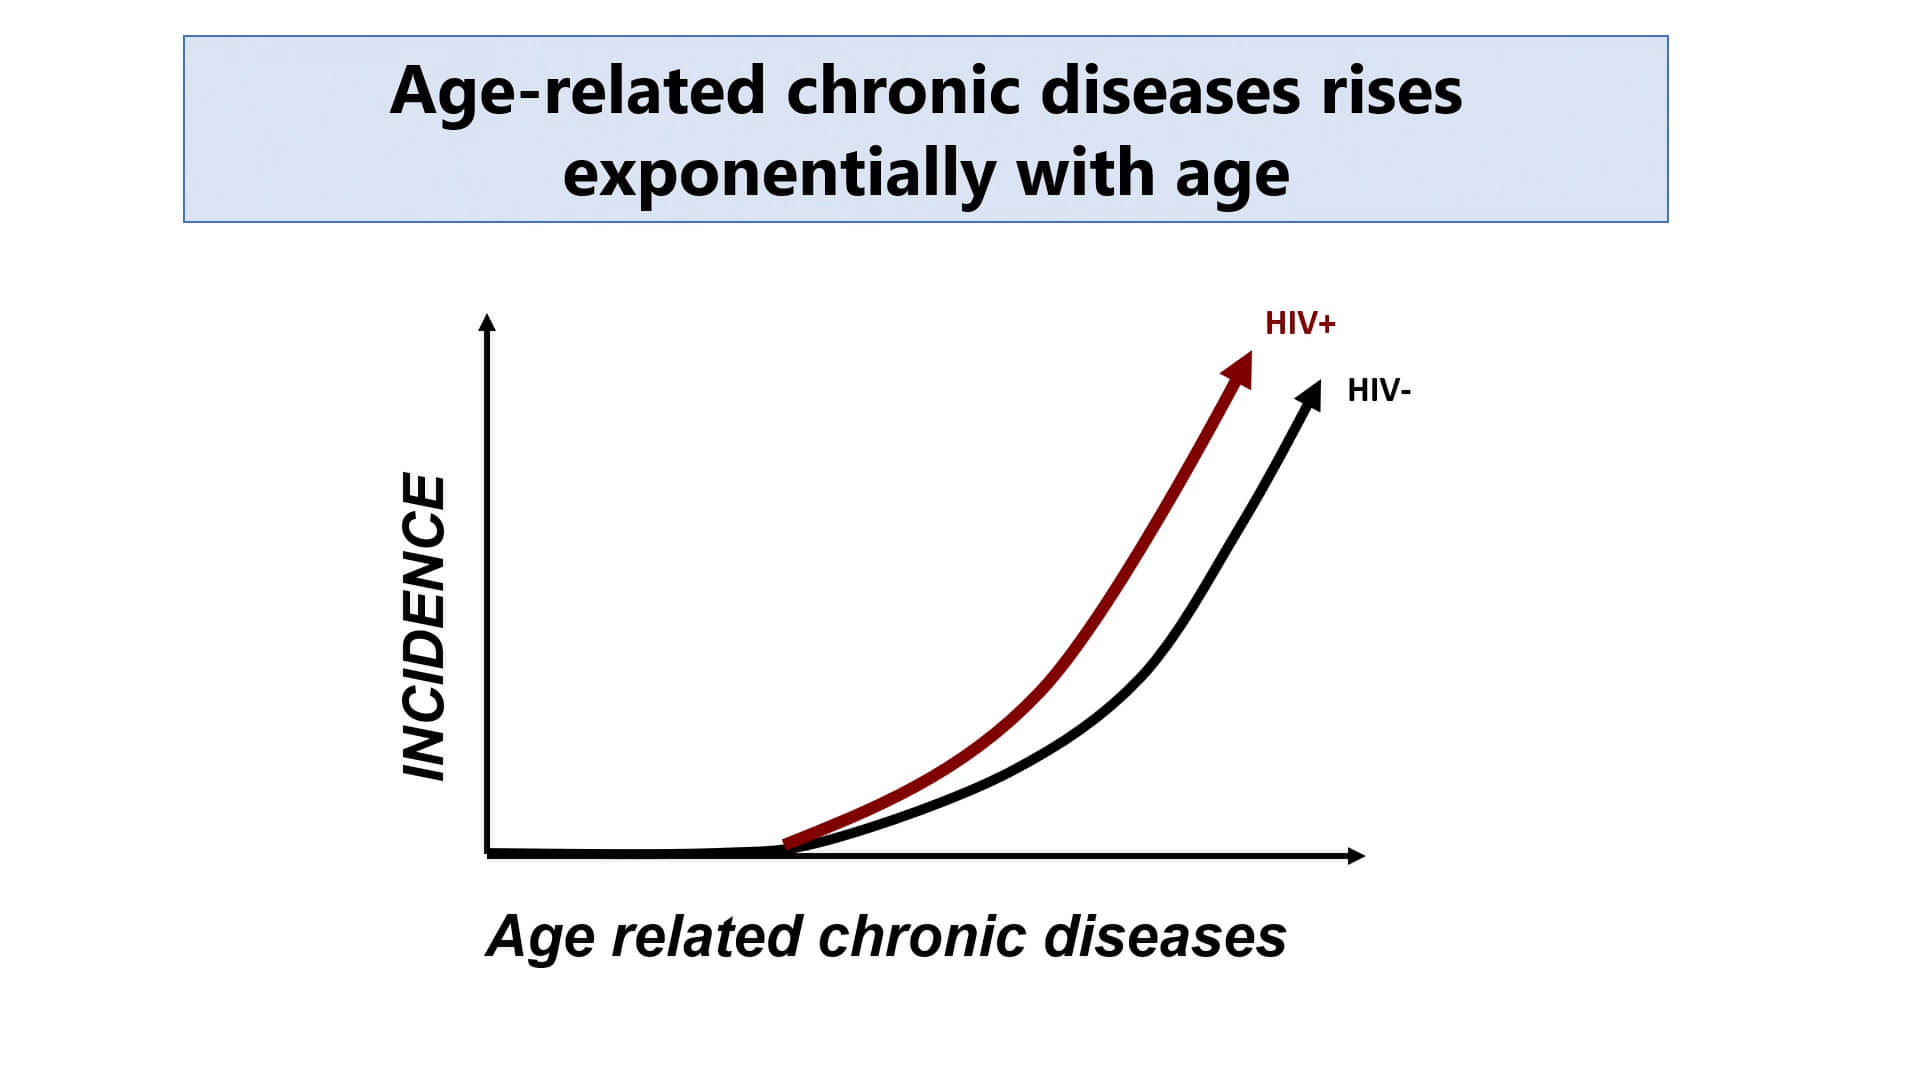 Age-related chronic diseases rises
exponentially with age
HIV+
HIV-
INCIDENCE
Age related chronic diseases